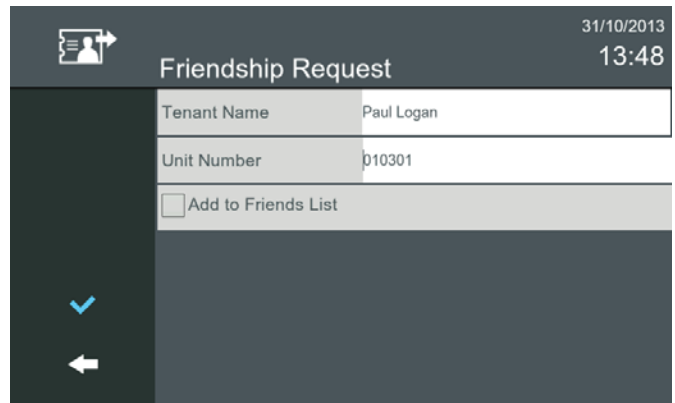 31/10/2013
13:48
Friendship Request
Tenant Name Paul Logan
Unit Number 010301
Add to Friends List